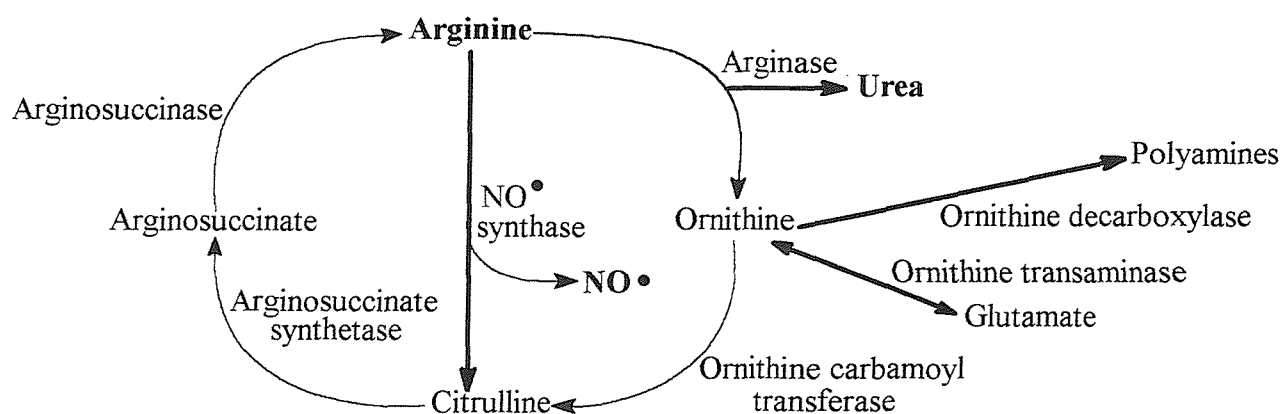 Arginine
Arginase
Urea
Arginosuccinase
Polyamines
NO•
synthase
Arginosuccinate
Ornithine
Ornithine decarboxylase
Ornithine transaminase
NO•
Arginosuccinate
synthetase
Glutamate
Ornithine carbamoyl
transferase
Citrulline